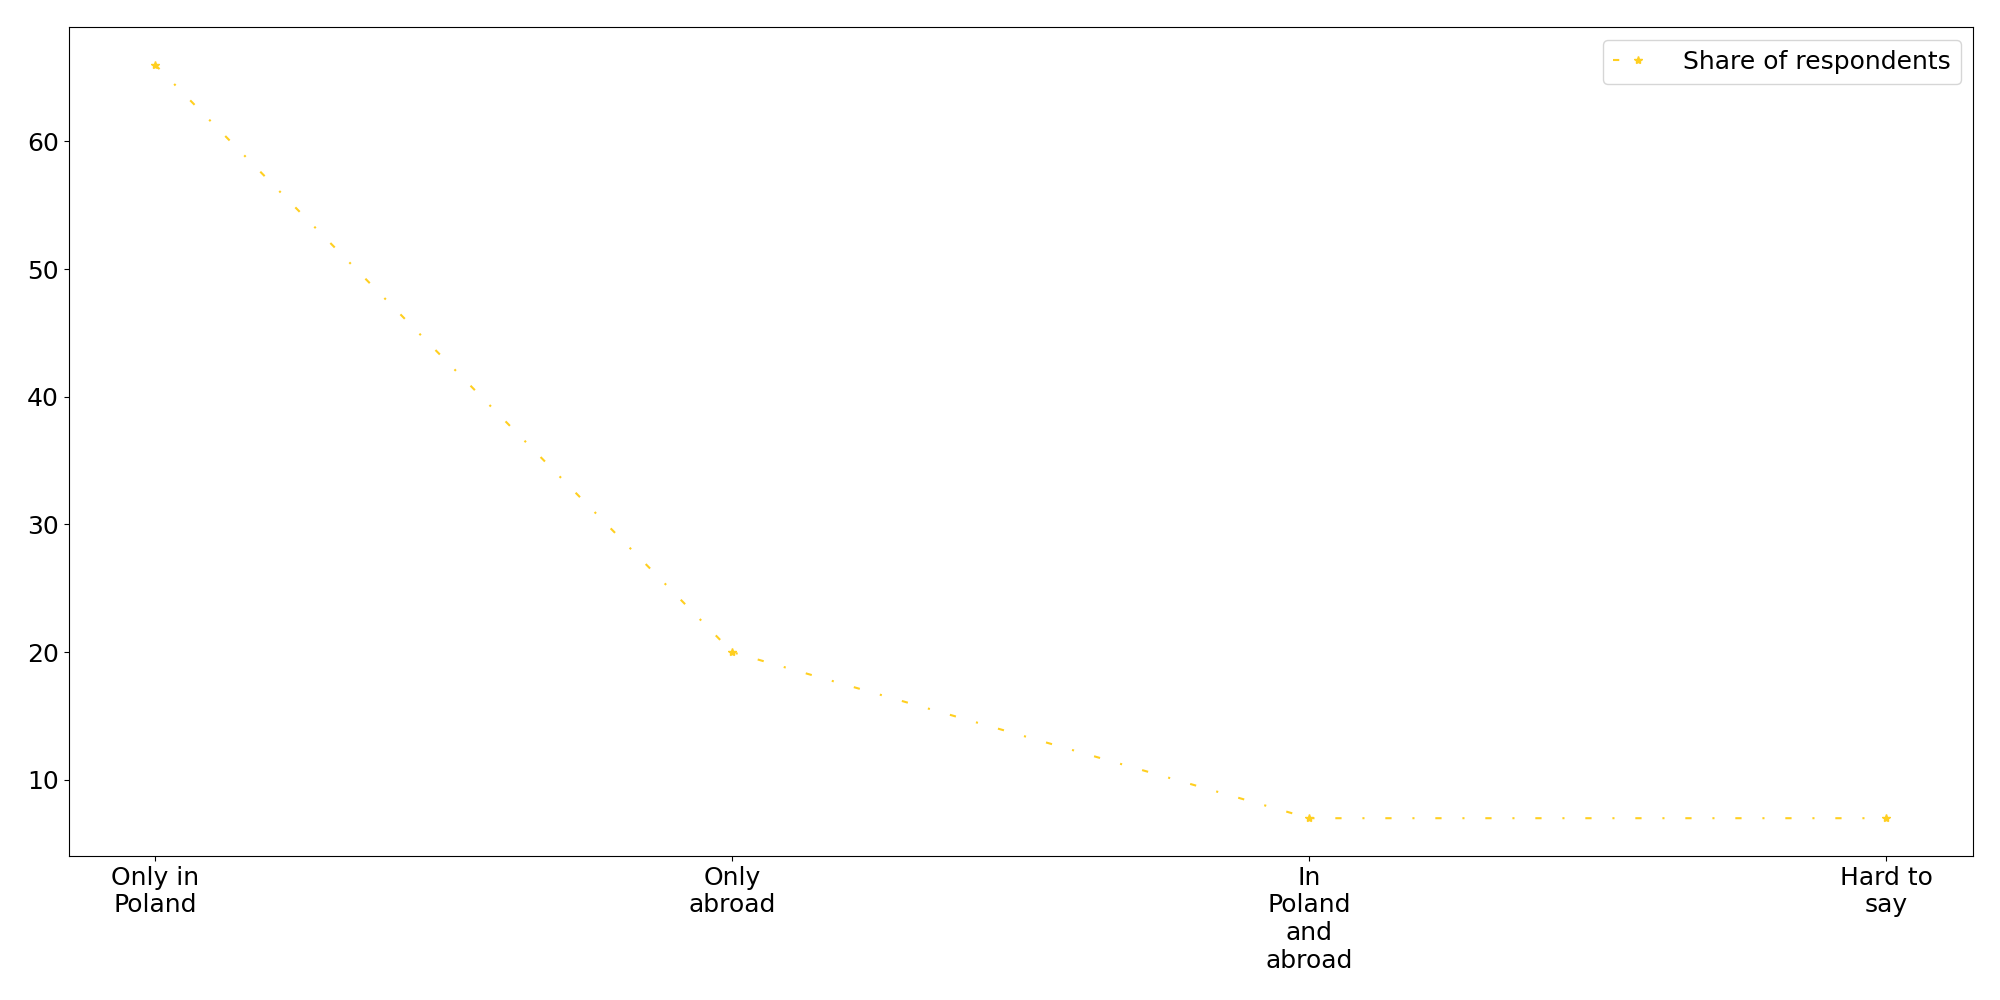 Share of respondents
60
50
40
30
20
10
Only in
Poland
Only
abroad
In
Poland
and
abroad
Hard to
say